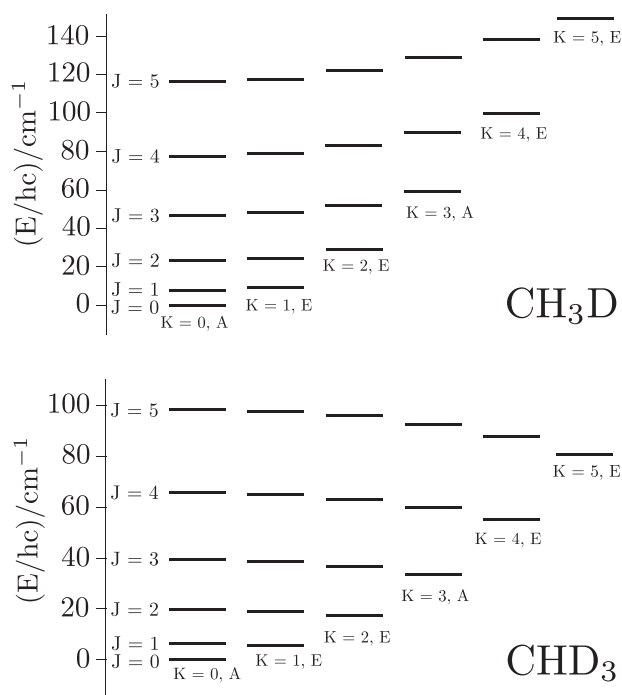 (E/hc)/cm⁻¹
140
120
100
80
60
40
20
0
J = 5
J = 4
J = 3
J = 2
J = 1
J = 0
K = 0, A
K = 1, E
K = 2, E
K = 3, A
K = 4, E
K = 5, E
CH₃D
(E/hc)/cm⁻¹
100
80
60
40
20
0
J = 5
J = 4
J = 3
J = 2
J = 1
J = 0
K = 0, A
K = 1, E
K = 2, E
K = 3, A
K = 4, E
K = 5, E
CHD₃